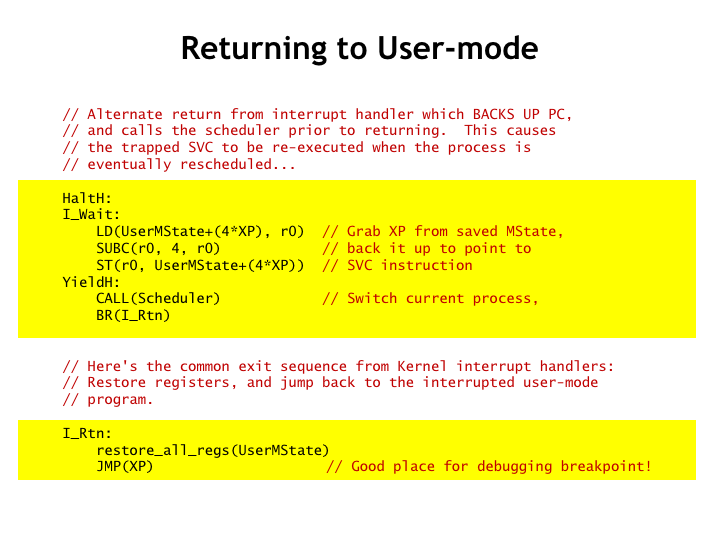 Returning to User-mode
// Alternate return from interrupt handler which BACKS UP PC,
// and calls the scheduler prior to returning.  This causes
// the trapped SVC to be re-executed when the process is
// eventually rescheduled...
HaltH:
I_Wait:
    LD(UserMState+(4*XP), r0)  // Grab XP from saved MState,
    SUBC(r0, 4, r0)            // back it up to point to
    ST(r0, UserMState+(4*XP))  // SVC instruction
YieldH:
    CALL(Scheduler)            // Switch current process,
    BR(I_Rtn)
// Here's the common exit sequence from Kernel interrupt handlers:
// Restore registers, and jump back to the interrupted user-mode
// program.
I_Rtn:
    restore_all_regs(UserMState)
    JMP(XP)                    // Good place for debugging breakpoint!